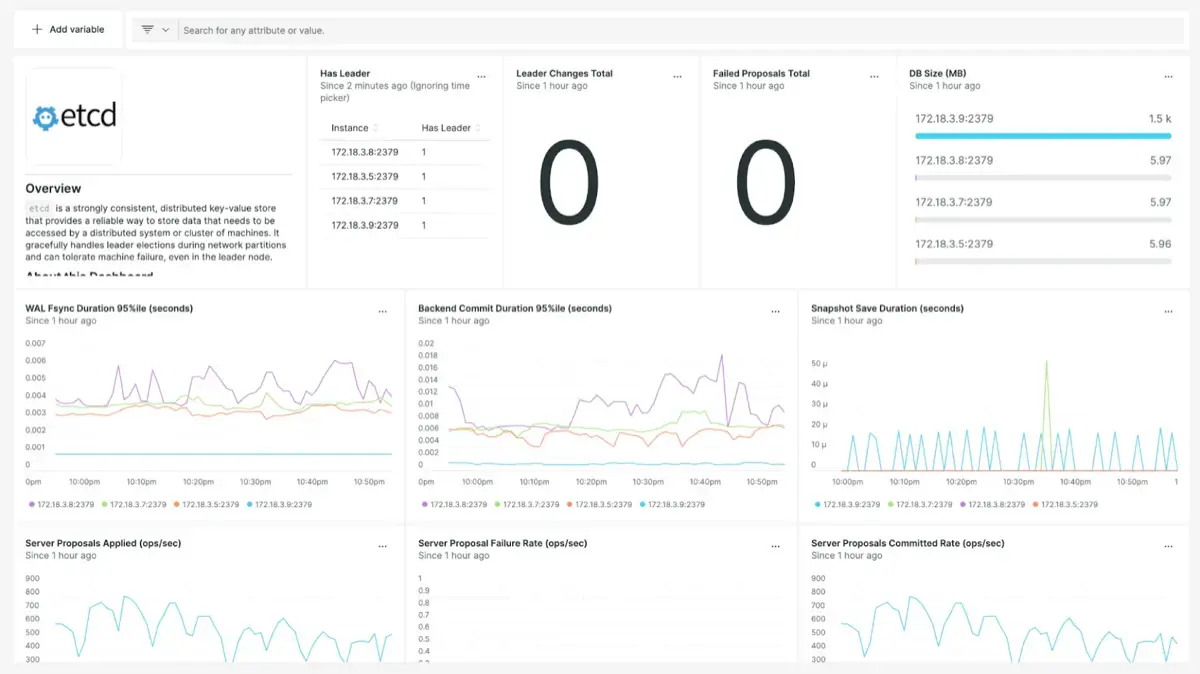 + Add variable
Search for any attribute or value.
etcd
Overview
etcd is a strongly consistent, distributed key-value store
that provides a reliable way to store data that needs to be
accessed by a distributed system or cluster of machines. It
gracefully handles leader elections during network partitions
and can tolerate machine failure, even in the leader node.
About this Dashboard
Has Leader
Since 2 minutes ago (Ignoring time
picker)
Instance Has Leader
172.18.3.8:2379 1
172.18.3.5:2379 1
172.18.3.7:2379 1
172.18.3.9:2379 1
Leader Changes Total
Since 1 hour ago
0
Failed Proposals Total
Since 1 hour ago
0
DB Size (MB)
Since 1 hour ago
172.18.3.9:2379 1.5 k
172.18.3.8:2379 5.97
172.18.3.7:2379 5.97
172.18.3.5:2379 5.96
WAL Fsync Duration 95%ile (seconds)
Since 1 hour ago
0.007
0.006
0.005
0.004
0.003
0.002
0.001
0
0pm 10:00pm 10:10pm 10:20pm 10:30pm 10:40pm 10:50pm
172.18.3.8:2379 172.18.3.7:2379 172.18.3.5:2379 172.18.3.9:2379
Backend Commit Duration 95%ile (seconds)
Since 1 hour ago
0.02
0.018
0.016
0.014
0.012
0.01
0.008
0.006
0.004
0.002
0
0pm 10:00pm 10:10pm 10:20pm 10:30pm 10:40pm 10:50pm
172.18.3.8:2379 172.18.3.7:2379 172.18.3.5:2379 172.18.3.9:2379
Snapshot Save Duration (seconds)
Since 1 hour ago
50 μ
40 μ
30 μ
20 μ
10 μ
0
10:00pm 10:10pm 10:20pm 10:30pm 10:40pm 10:50pm 1
172.18.3.9:2379 172.18.3.7:2379 172.18.3.8:2379 172.18.3.5:2379
Server Proposals Applied (ops/sec)
Since 1 hour ago
900
800
700
600
500
400
300
Server Proposal Failure Rate (ops/sec)
Since 1 hour ago
1
0.9
0.8
0.7
0.6
0.5
0.4
Server Proposals Committed Rate (ops/sec)
Since 1 hour ago
900
800
700
600
500
400
300